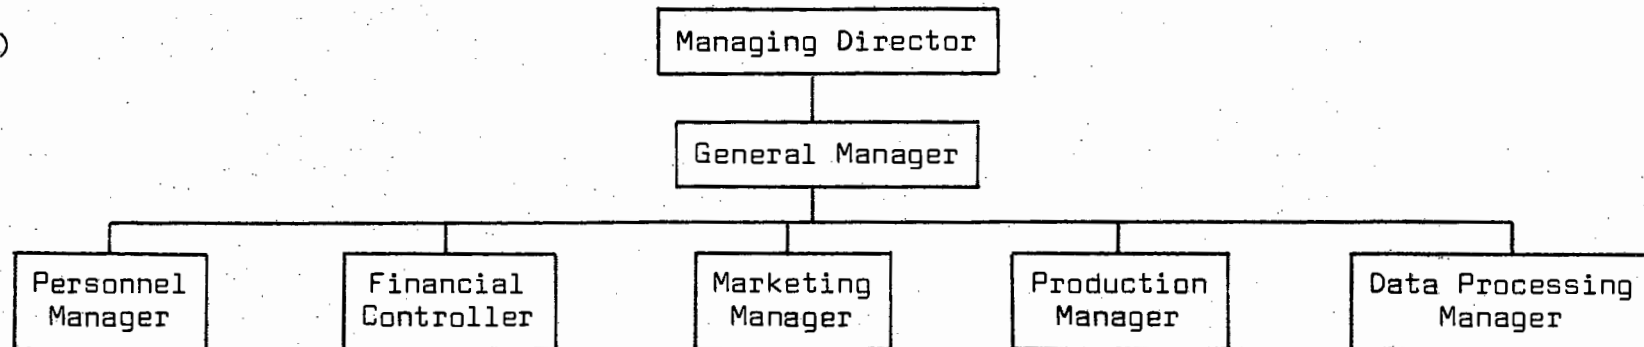 )
Managing Director
General Manager
Personnel
Manager
Financial
Controller
Marketing
Manager
Production
Manager
Data Processing
Manager